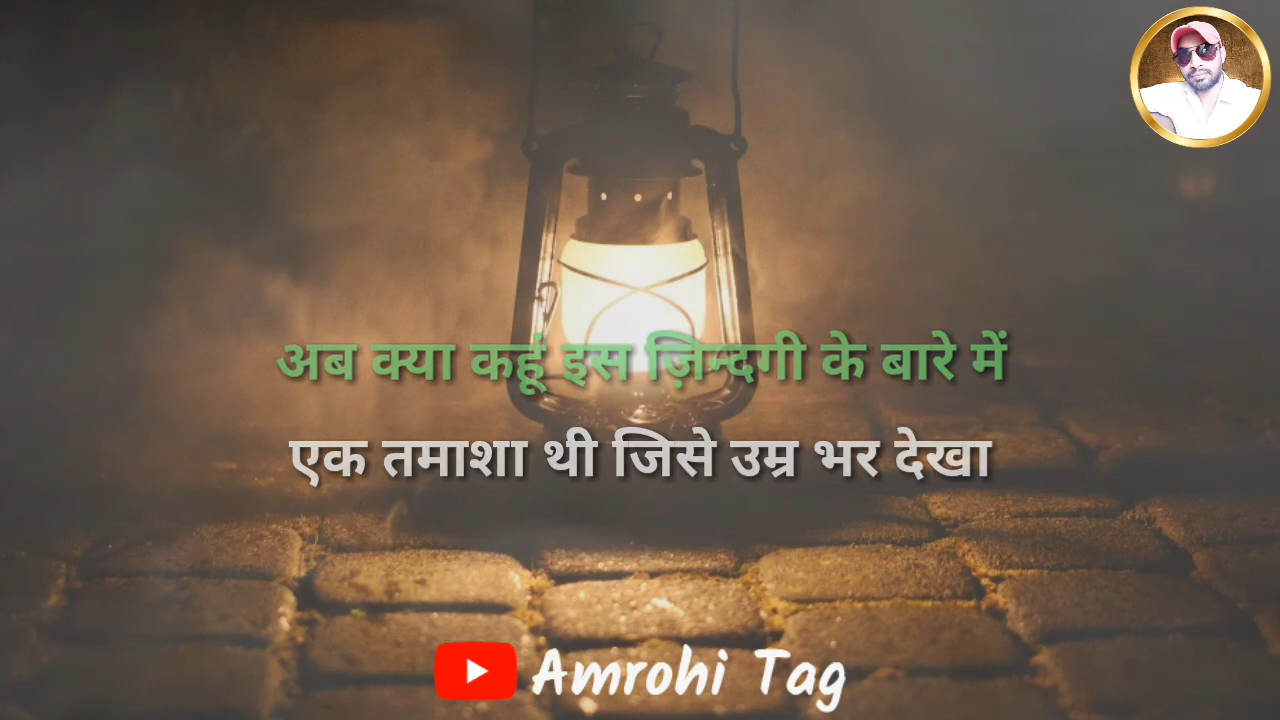 अब क्या कहूं इस ज़िन्दगी के बारे में
एक तमाशा थी जिसे उम्र भर देखा
Amrohi Tag